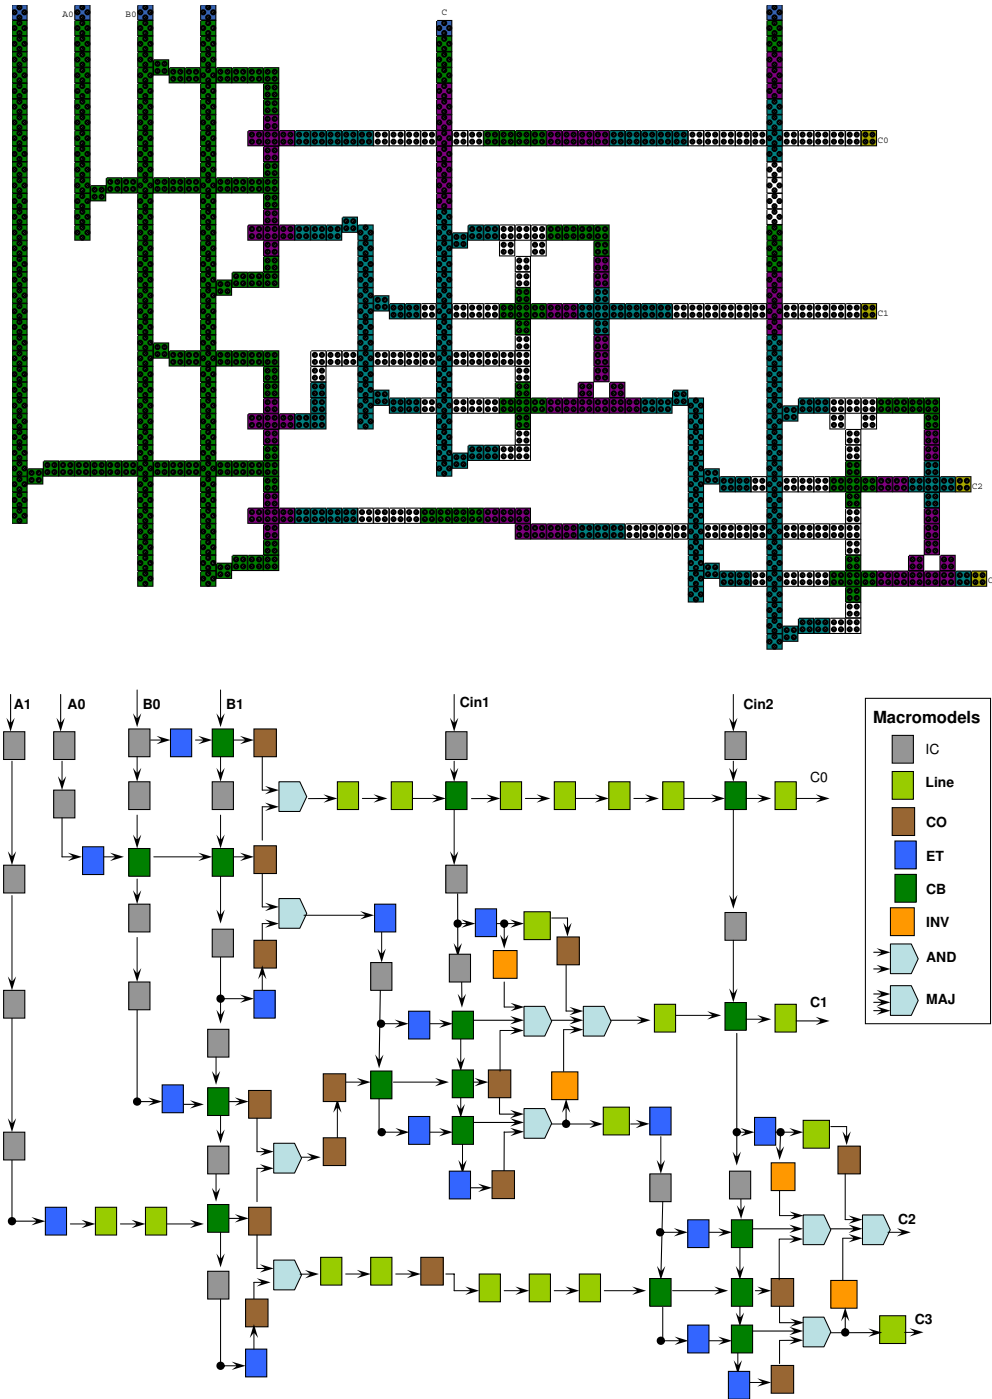 A0 B0 C
C0
C1
C2
C
A1 A0 B0 B1 Cin1 Cin2
Macromodels
IC
Line
CO
ET
CB
INV
AND
MAJ
C0
C1
C2
C3